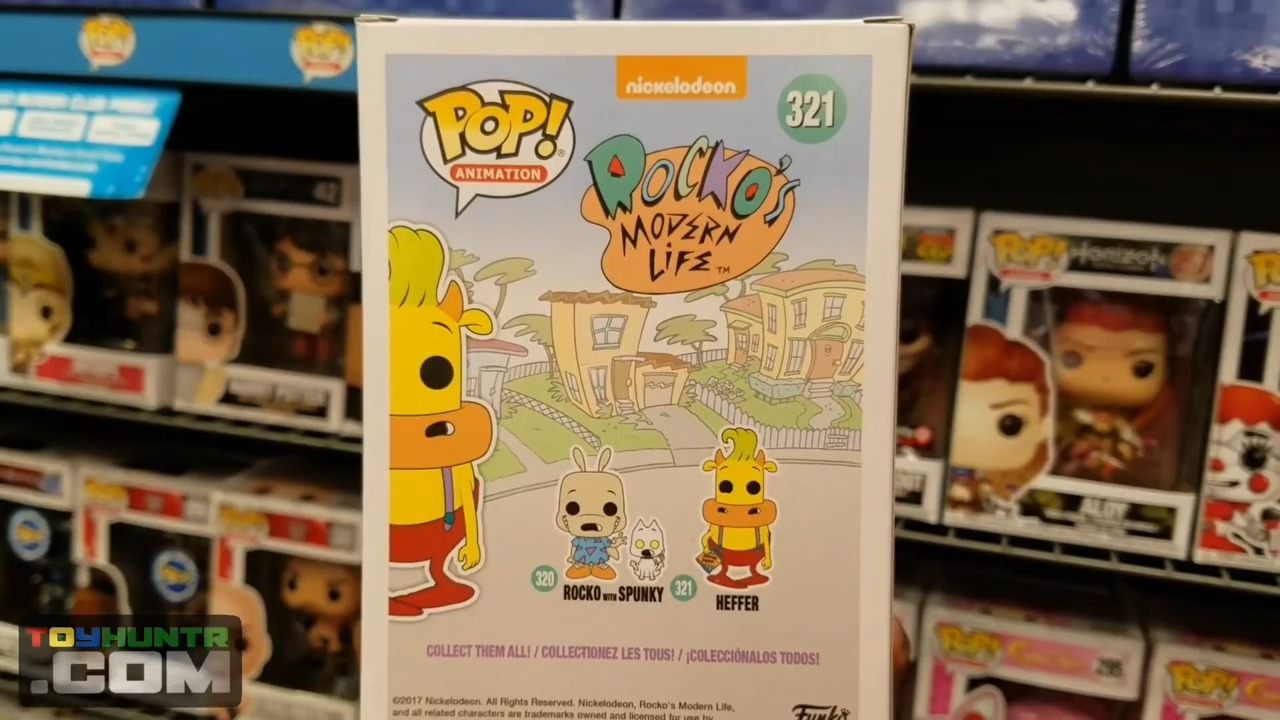 nickelodeon
321
POP!
ANIMATION
ROCKO'S
MODERN
LIFE™
320 ROCKO WITH SPUNKY 321 HEFFER
COLLECT THEM ALL! / COLLECTIONEZ LES TOUS! / ¡COLECCIÓNALOS TODOS!
©2017 Nickelodeon. All Rights Reserved. Nickelodeon, Rocko's Modern Life,
and all related characters are trademarks owned and licensed for use by
Funko
POP!
Horizon
ALOY
POP!
295
POP!
TOYHUNTR
.COM